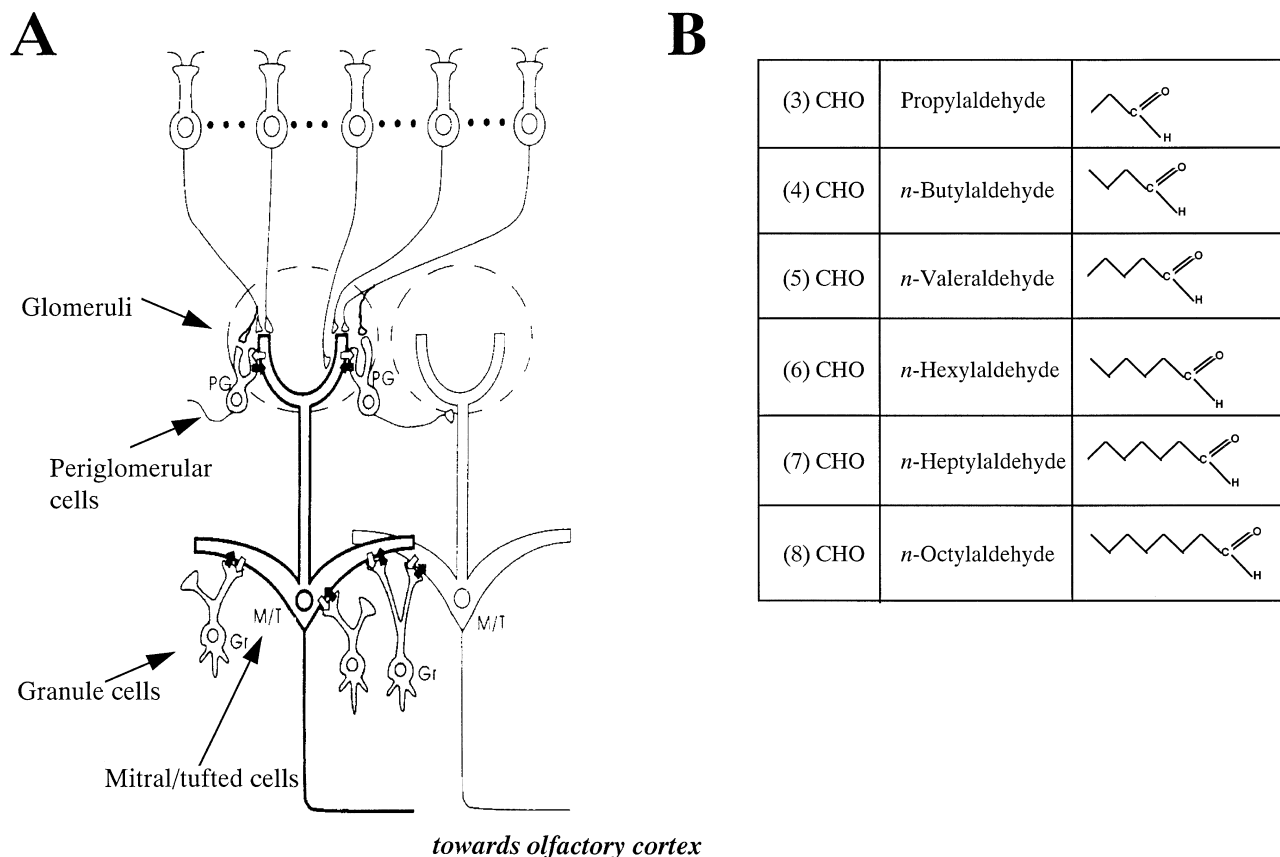 A
Glomeruli
PG
PG
Periglomerular
cells
M/T
M/T
Gr
Gr
Granule cells
Mitral/tufted cells
towards olfactory cortex
B
(3) CHO Propylaldehyde C O H
(4) CHO n-Butylaldehyde C O H
(5) CHO n-Valeraldehyde C O H
(6) CHO n-Hexylaldehyde C O H
(7) CHO n-Heptylaldehyde C O H
(8) CHO n-Octylaldehyde C O H